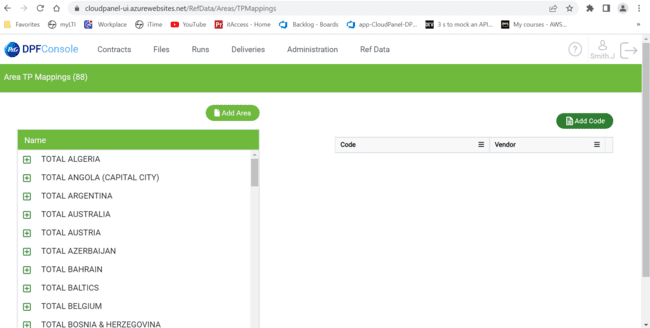 cloudpanel-ui.azurewebsites.net/RefData/Areas/TPMappings
Favorites myLTI Workplace iTime YouTube itAccess - Home Backlog - Boards app-CloudPanel-DP... 3 s to mock an API... My courses - AWS... »
P&G DPFConsole Contracts Files Runs Deliveries Administration Ref Data ? Smith.J
Area TP Mappings (88)
Add Area
Add Code
Name
Code Vendor
TOTAL ALGERIA
TOTAL ANGOLA (CAPITAL CITY)
TOTAL ARGENTINA
TOTAL AUSTRALIA
TOTAL AUSTRIA
TOTAL AZERBAIJAN
TOTAL BAHRAIN
TOTAL BALTICS
TOTAL BELGIUM
TOTAL BOSNIA & HERZEGOVINA